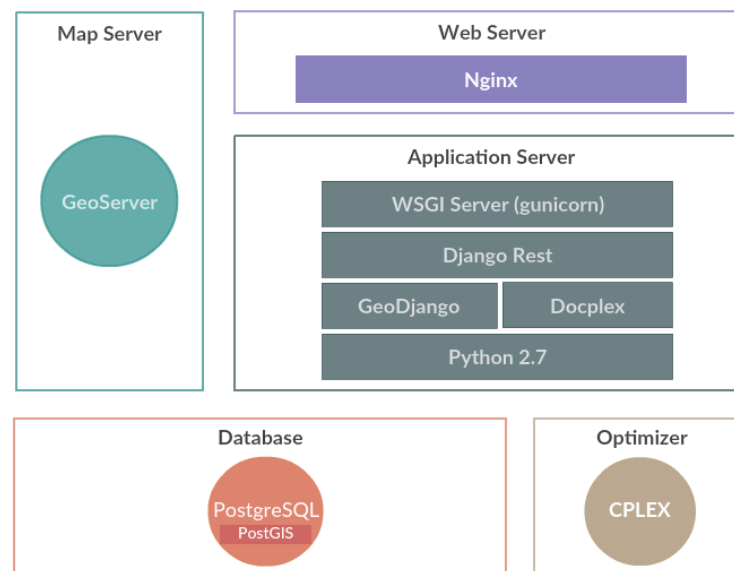 Map Server
GeoServer
Web Server
Nginx
Application Server
WSGI Server (gunicorn)
Django Rest
GeoDjango
Docplex
Python 2.7
Database
PostgreSQL
PostGIS
Optimizer
CPLEX